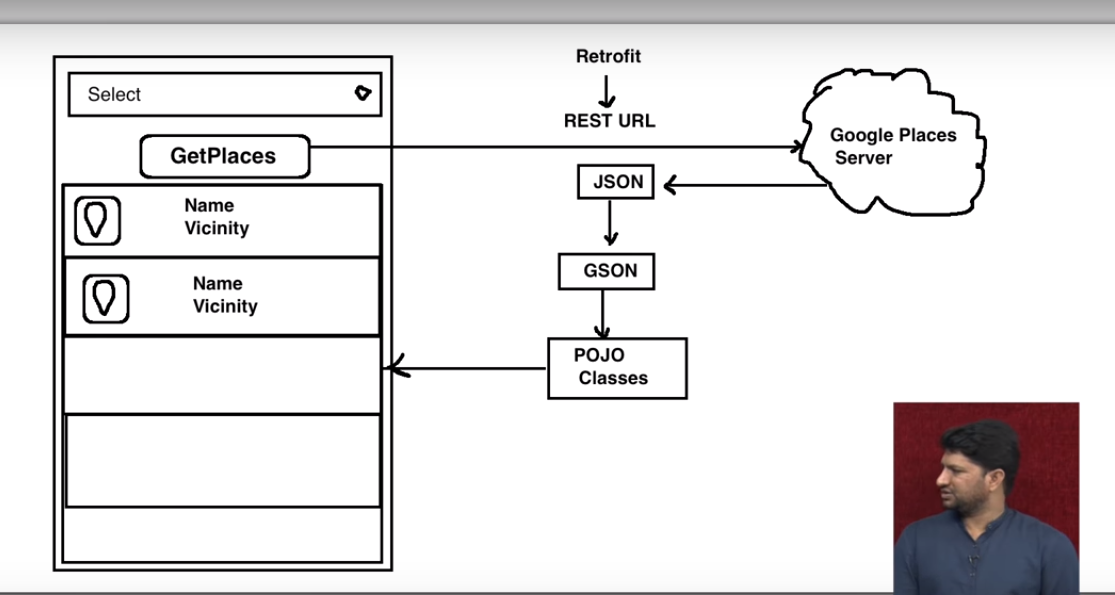 Select
GetPlaces
Name
Vicinity
Name
Vicinity
Retrofit
REST URL
Google Places
Server
JSON
GSON
POJO
Classes